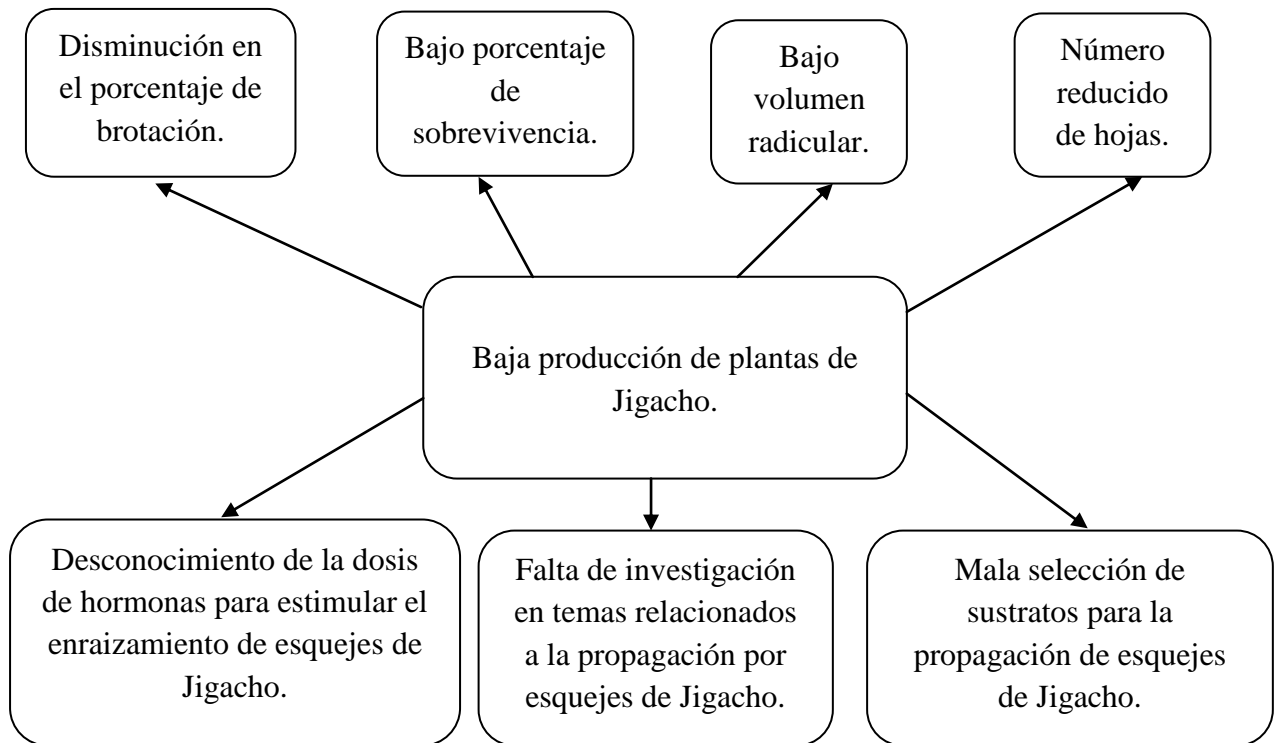 Disminución en
el porcentaje de
brotación.
Bajo porcentaje
de
sobrevivencia.
Bajo
volumen
radicular.
Número
reducido
de hojas.
Baja producción de plantas de
Jigacho.
Desconocimiento de la dosis
de hormonas para estimular el
enraizamiento de esquejes de
Jigacho.
Falta de investigación
en temas relacionados
a la propagación por
esquejes de Jigacho.
Mala selección de
sustratos para la
propagación de esquejes
de Jigacho.